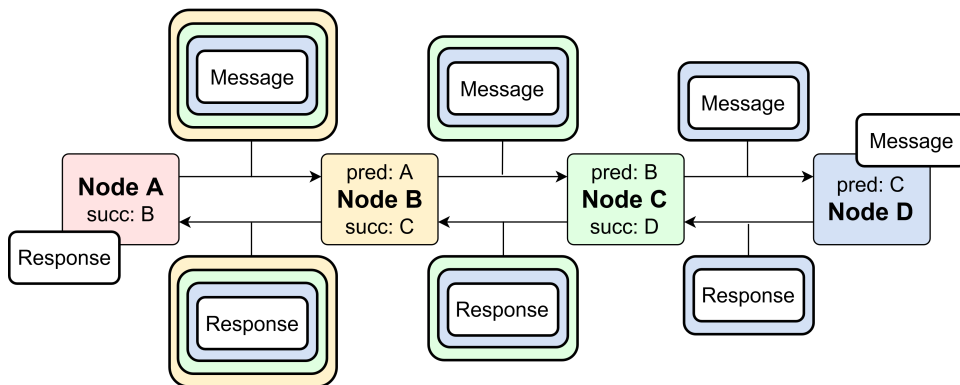 Message
Message
Message
Message
Node A
succ: B
pred: A
Node B
succ: C
pred: B
Node C
succ: D
pred: C
Node D
Response
Response
Response
Response